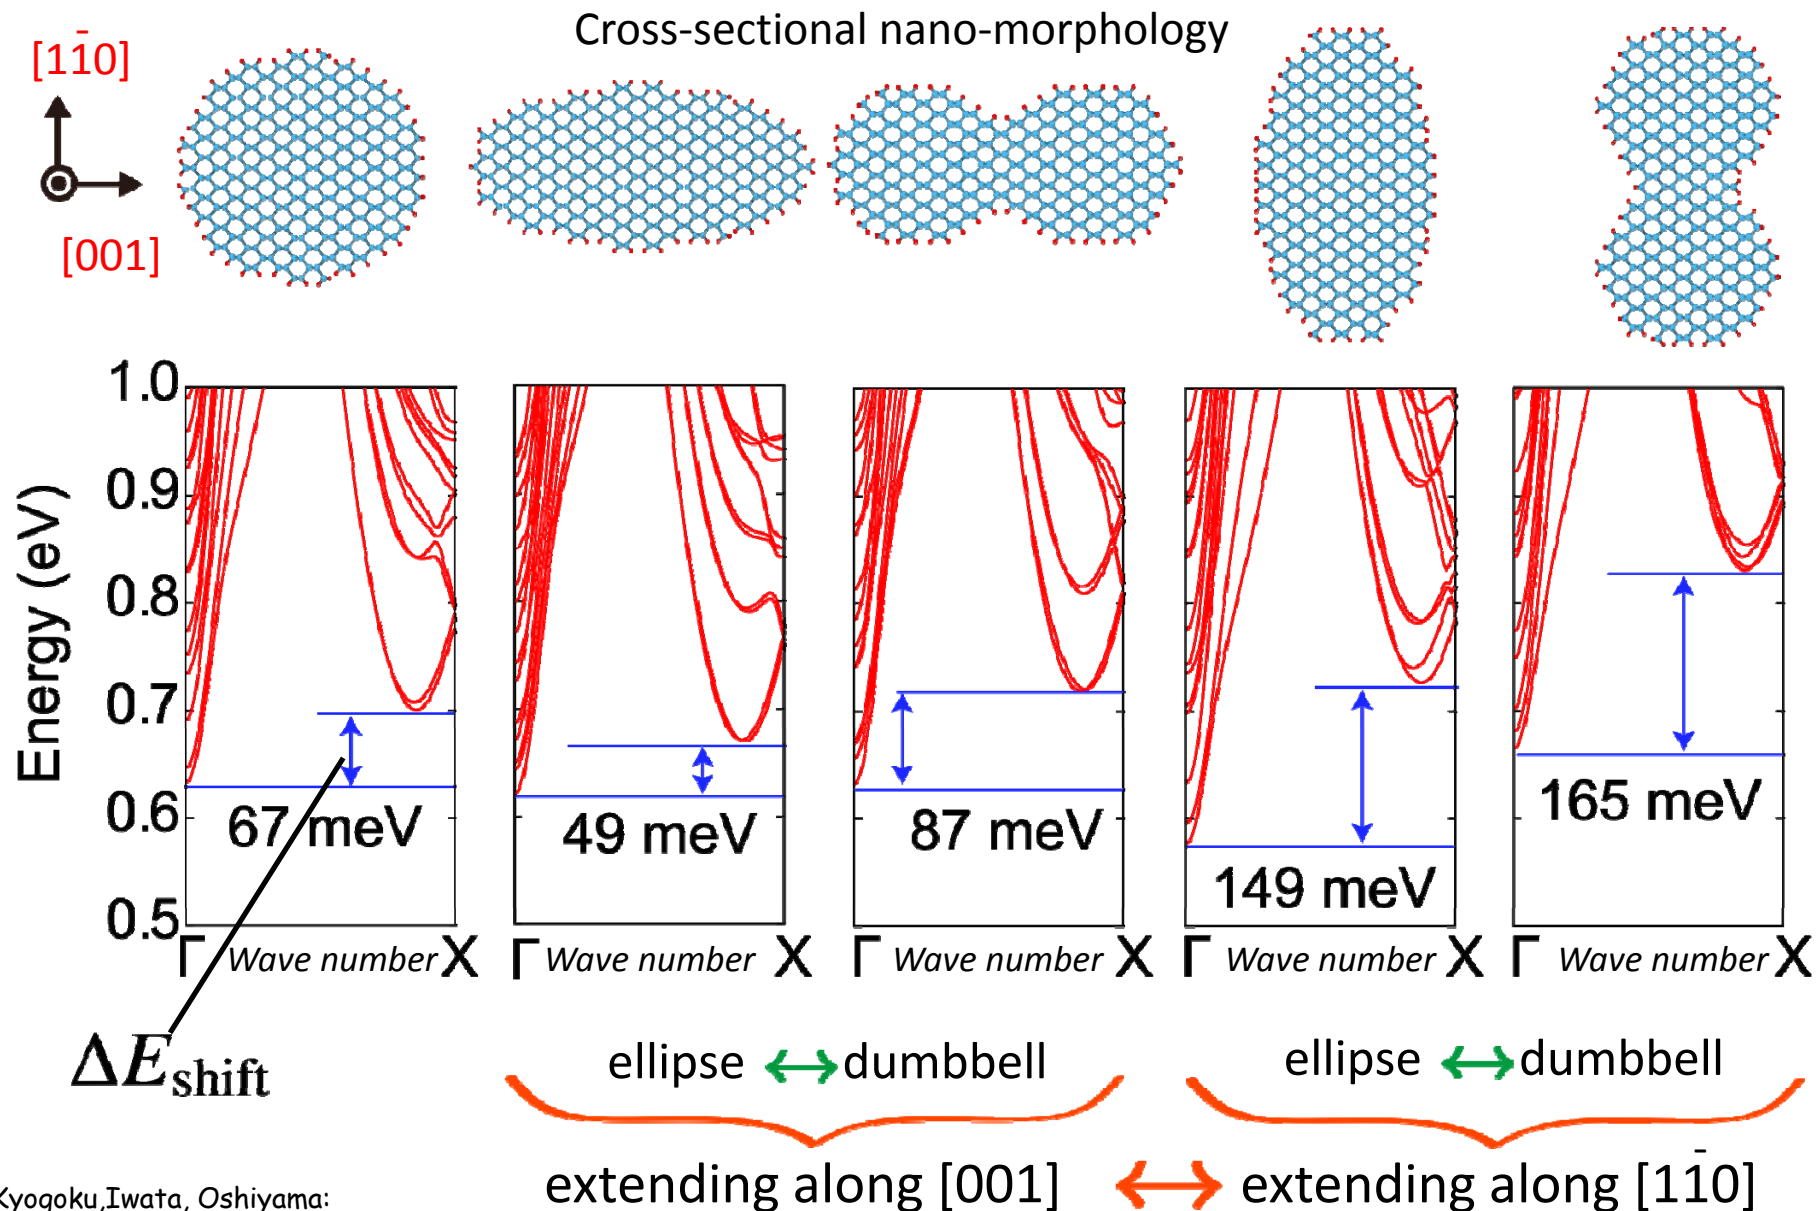 Cross-sectional nano-morphology
[11̄0]
[001]
Energy (eV)
1.0
0.9
0.8
0.7
0.6
0.5
67 meV
49 meV
87 meV
149 meV
165 meV
Γ Wave number X
Γ Wave number X
Γ Wave number X
Γ Wave number X
Γ Wave number X
ΔEshift
ellipse dumbbell
ellipse dumbbell
extending along [001] extending along [11̄0]
Kyogoku,Iwata, Oshiyama: